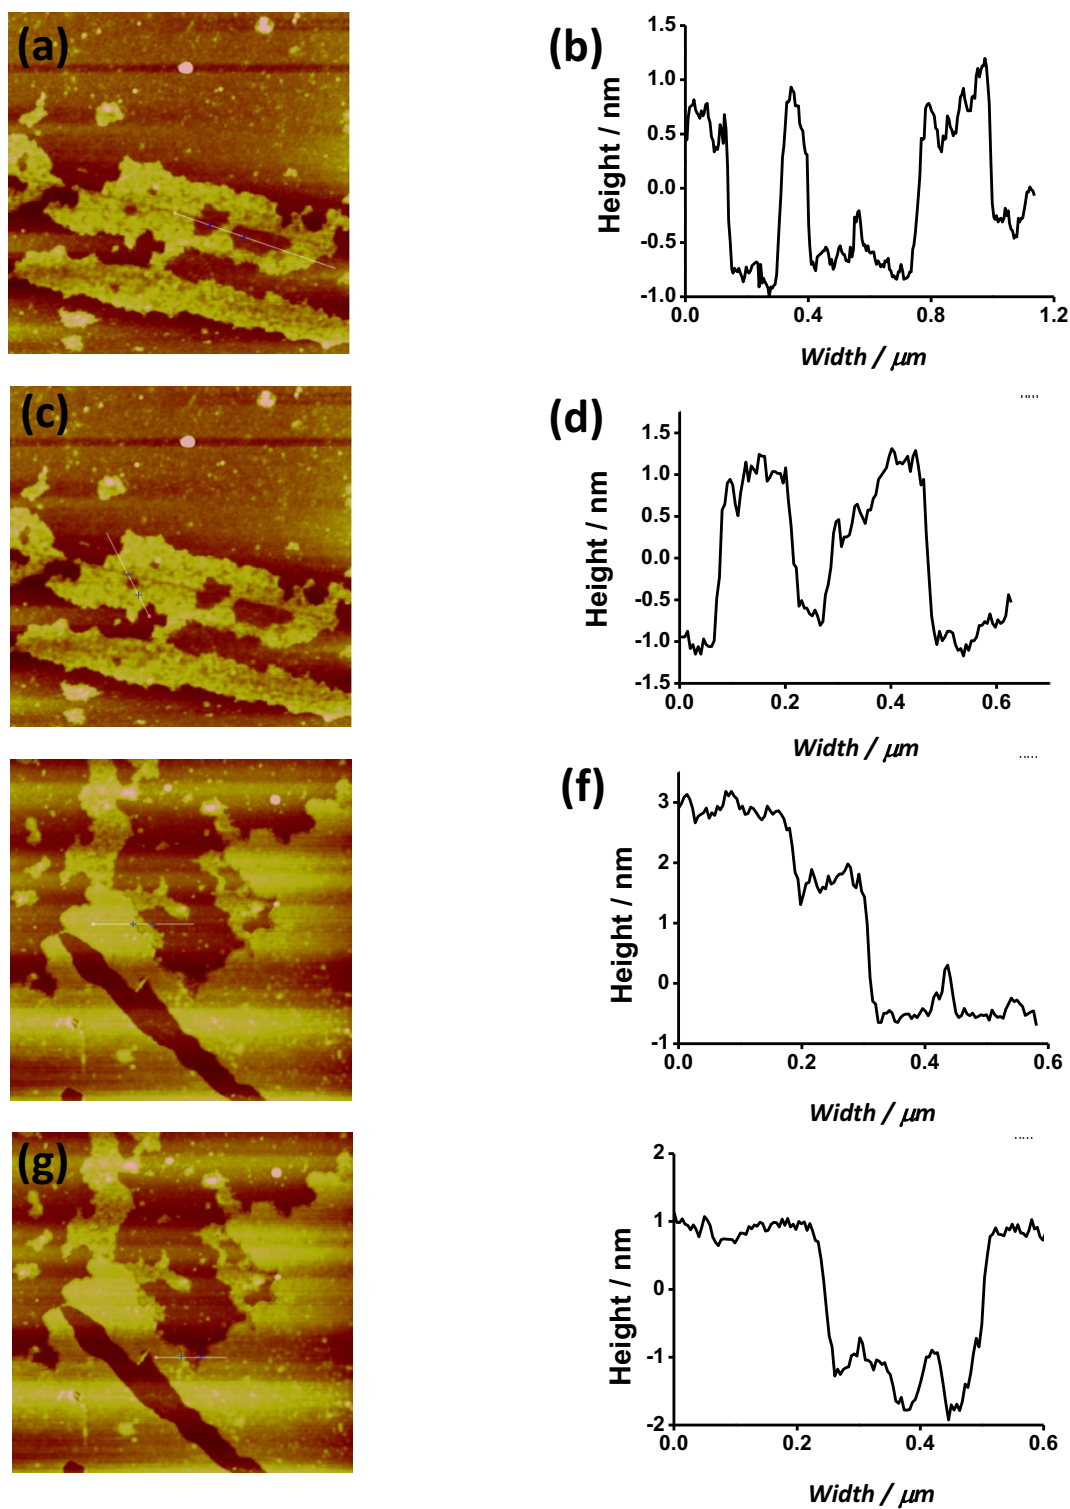 (a)
(b)
1.5
1.0
0.5
0.0
-0.5
-1.0
Height / nm
0.0 0.4 0.8 1.2
Width / μm
(c)
(d)
1.5
1.0
0.5
0.0
-0.5
-1.0
-1.5
Height / nm
0.0 0.2 0.4 0.6
Width / μm
(f)
3
2
1
0
-1
Height / nm
0.0 0.2 0.4 0.6
Width / μm
(g)
2
1
0
-1
-2
Height / nm
0.0 0.2 0.4 0.6
Width / μm